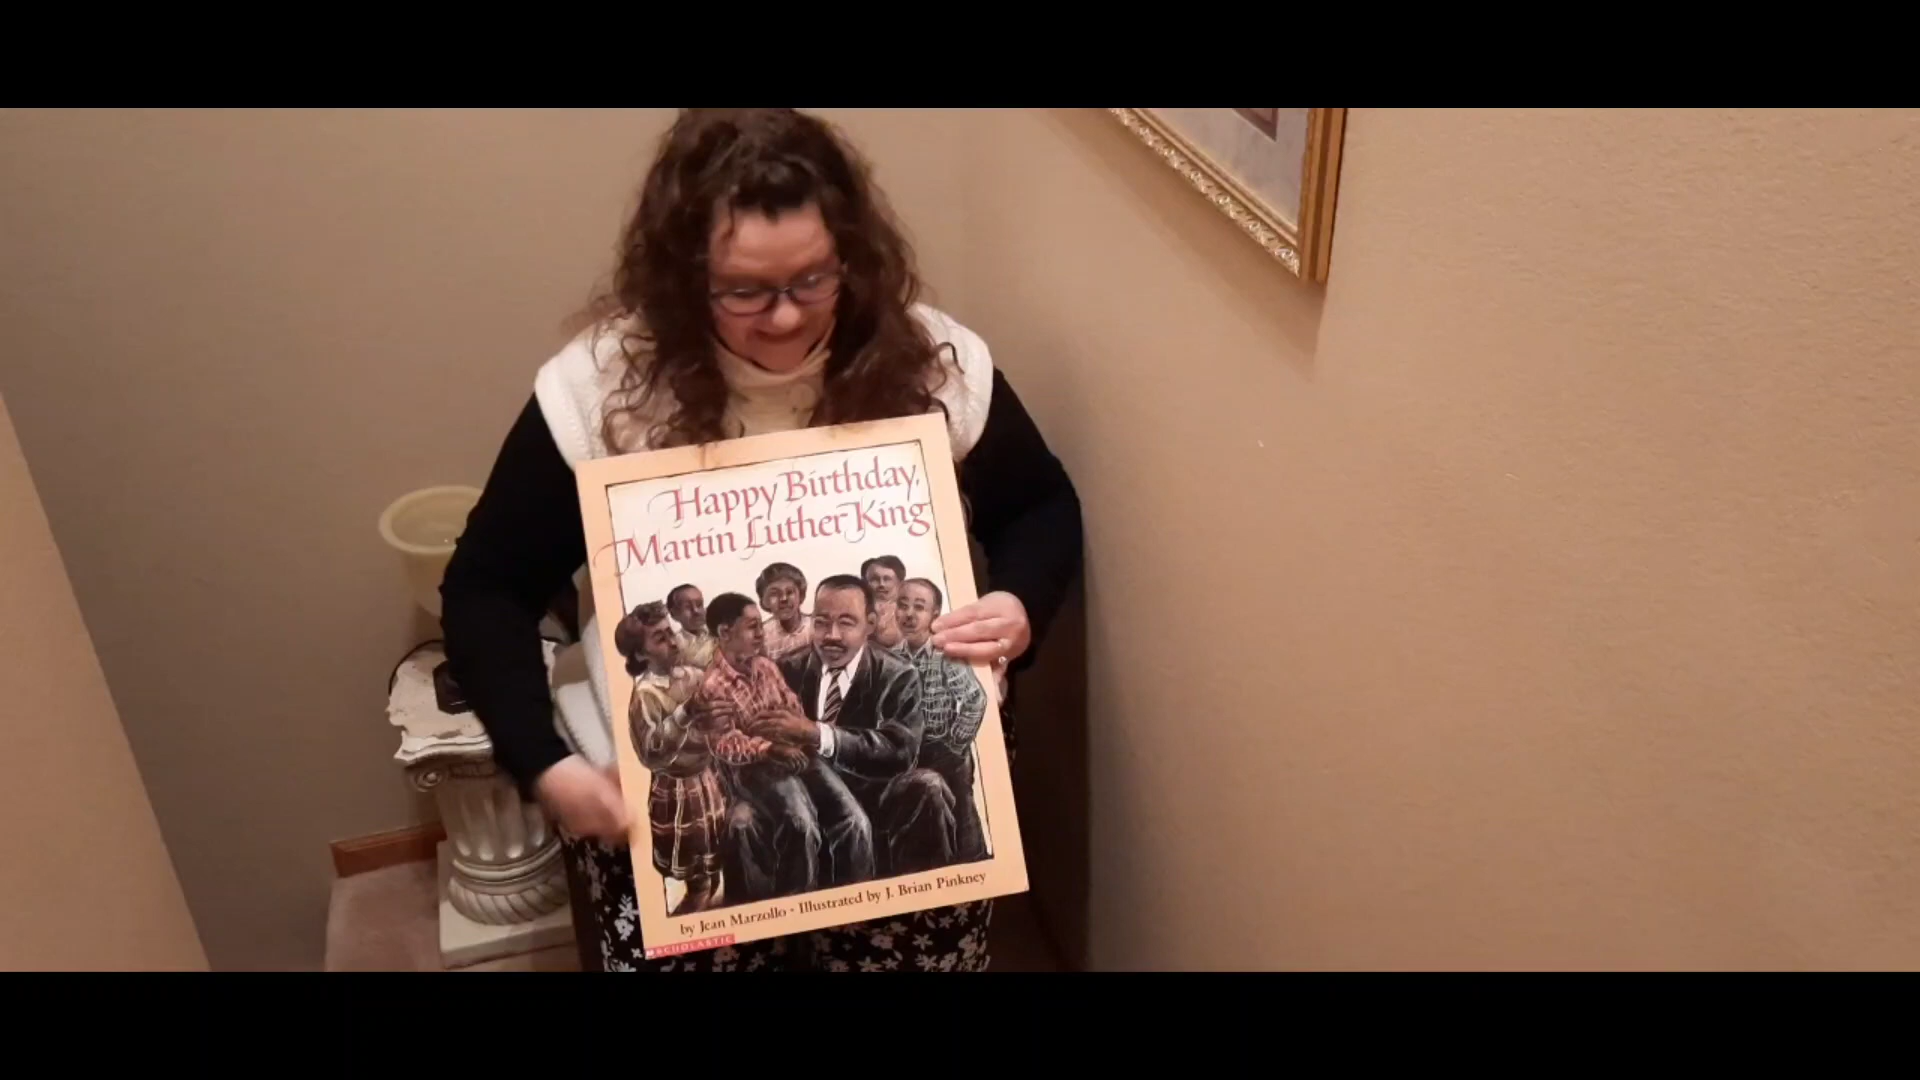 Happy Birthday,
Martin Luther King
by Jean Marzollo • Illustrated by J. Brian Pinkney
SCHOLASTIC